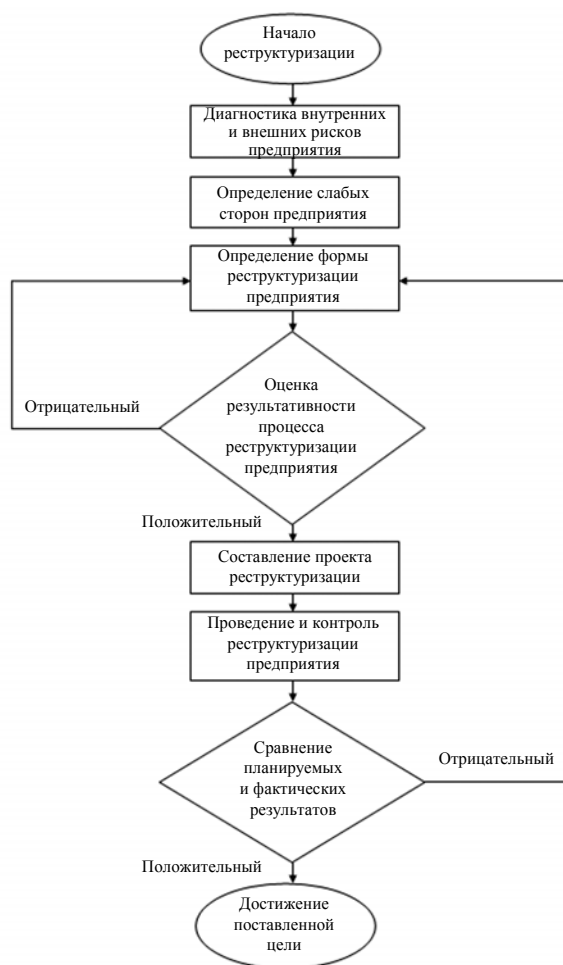 Начало
реструктуризации
Диагностика внутренних
и внешних рисков
предприятия
Определение слабых
сторон предприятия
Определение формы
реструктуризации
предприятия
Отрицательный
Оценка
результативности
процесса
реструктуризации
предприятия
Положительный
Составление проекта
реструктуризации
Проведение и контроль
реструктуризации
предприятия
Сравнение
планируемых
и фактических
результатов
Отрицательный
Положительный
Достижение
поставленной
цели